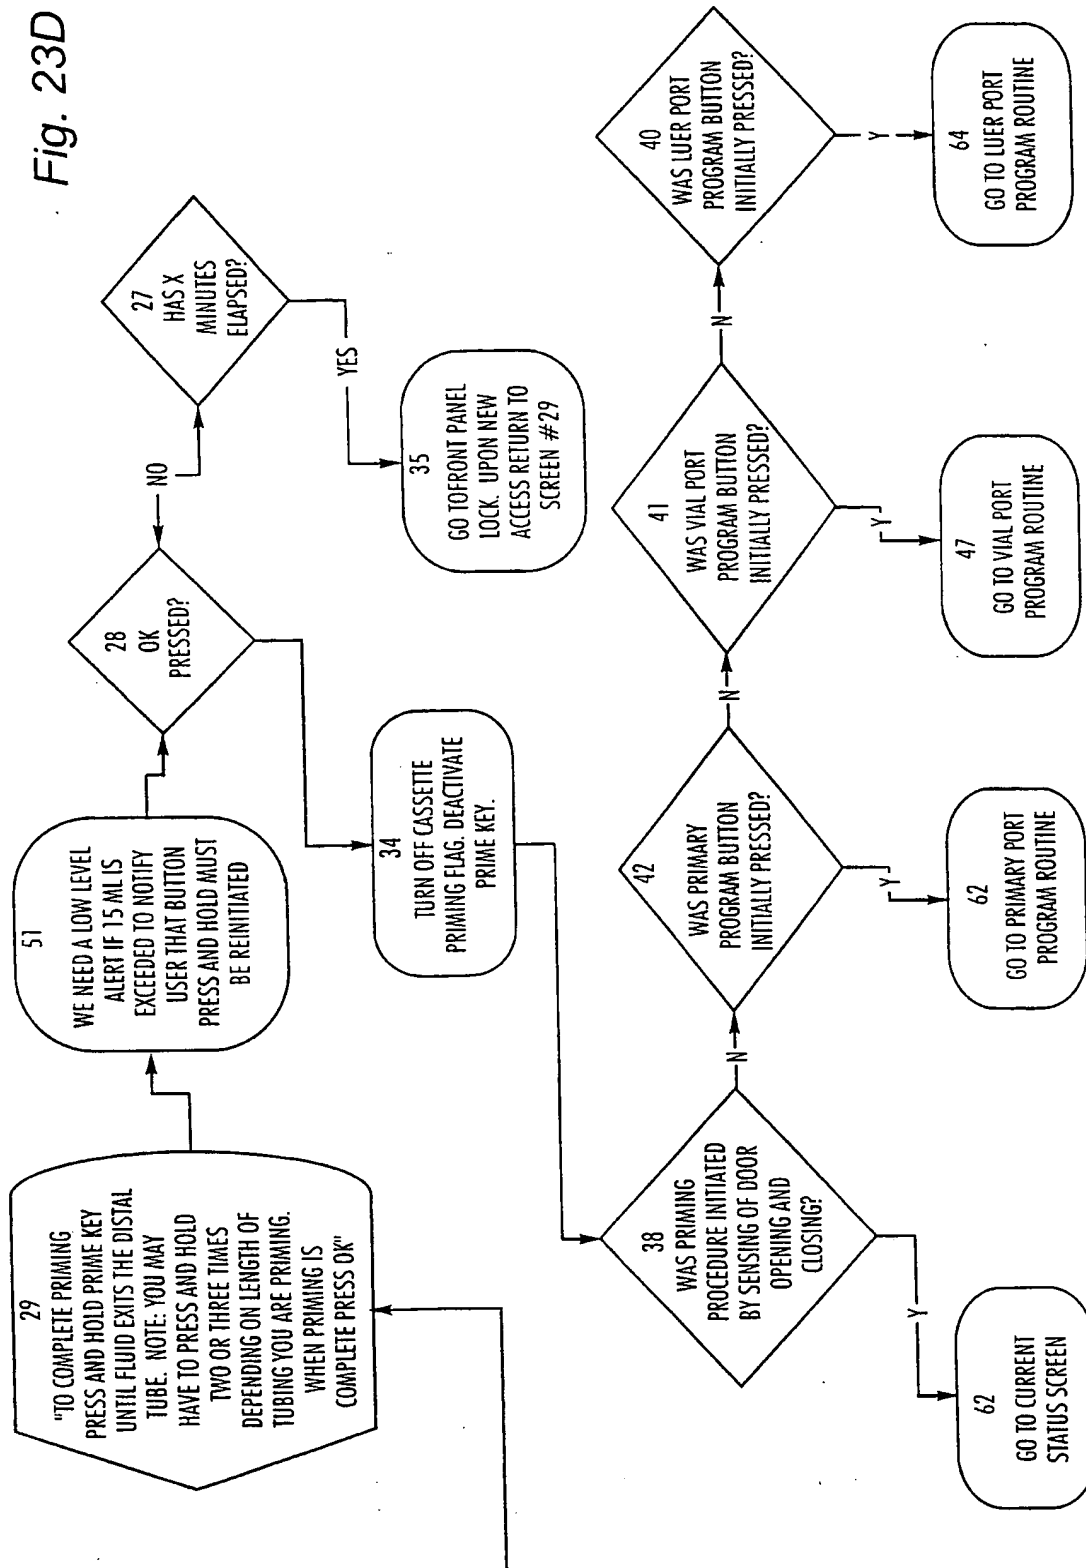 Fig. 23D
29
"TO COMPLETE PRIMING
PRESS AND HOLD PRIME KEY
UNTIL FLUID EXITS THE DISTAL
TUBE. NOTE: YOU MAY
HAVE TO PRESS AND HOLD
TWO OR THREE TIMES
DEPENDING ON LENGTH OF
TUBING YOU ARE PRIMING.
WHEN PRIMING IS
COMPLETE PRESS OK"
51
WE NEED A LOW LEVEL
ALERT IF 15 ML IS
EXCEEDED TO NOTIFY
USER THAT BUTTON
PRESS AND HOLD MUST
BE REINITIATED
28
OK
PRESSED?
NO
27
HAS X
MINUTES
ELAPSED?
YES
35
GO TOFRONT PANEL
LOCK. UPON NEW
ACCESS RETURN TO
SCREEN #29
34
TURN OFF CASSETTE
PRIMING FLAG. DEACTIVATE
PRIME KEY.
38
WAS PRIMING
PROCEDURE INITIATED
BY SENSING OF DOOR
OPENING AND
CLOSING?
Y
62
GO TO CURRENT
STATUS SCREEN
N
42
WAS PRIMARY
PROGRAM BUTTON
INITIALLY PRESSED?
Y
62
GO TO PRIMARY PORT
PROGRAM ROUTINE
N
41
WAS VIAL PORT
PROGRAM BUTTON
INITIALLY PRESSED?
Y
47
GO TO VIAL PORT
PROGRAM ROUTINE
N
40
WAS LUER PORT
PROGRAM BUTTON
INITIALLY PRESSED?
Y
64
GO TO LUER PORT
PROGRAM ROUTINE